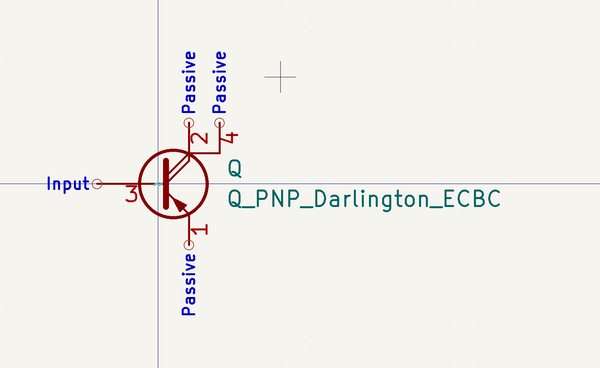 Passive Passive
2 4
Q
Input 3
Q_PNP_Darlington_ECBC
1
Passive